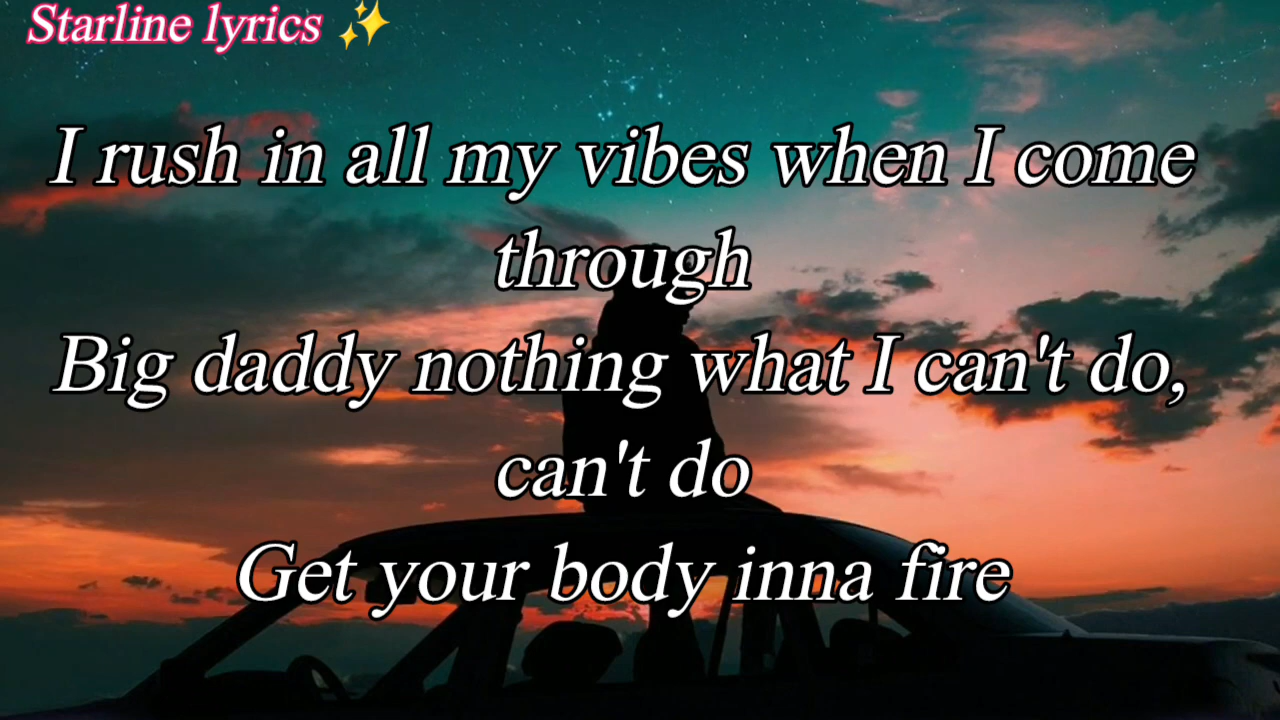 Starline lyrics ✨
I rush in all my vibes when I come
through
Big daddy nothing what I can't do,
can't do
Get your body inna fire